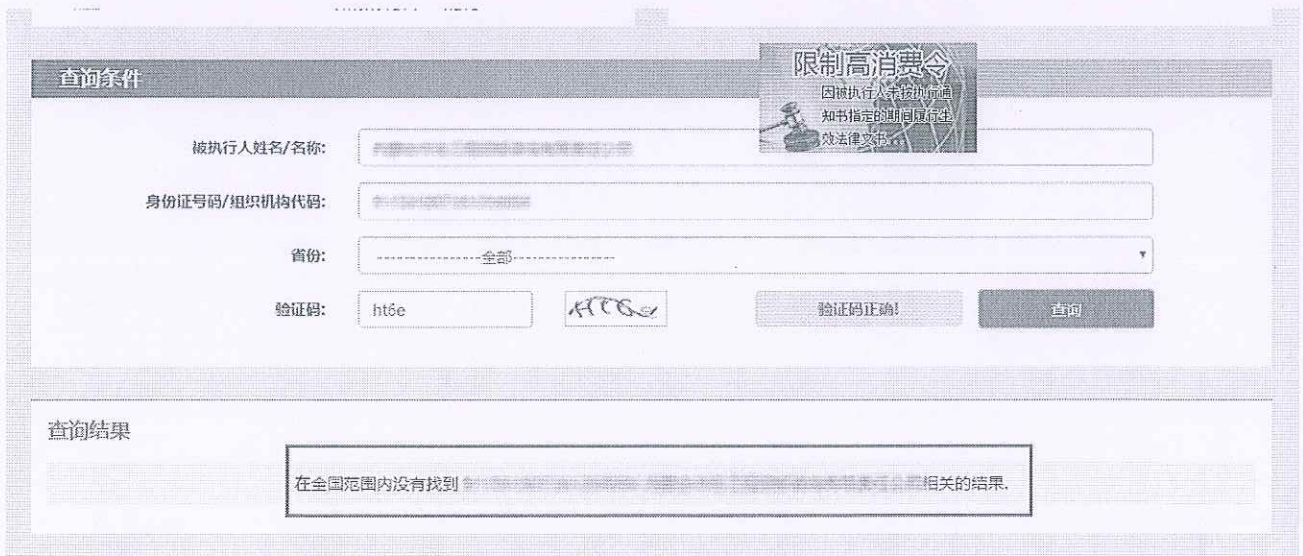 查询条件
限制高消费令
因被执行人未按执行通
知书指定的期间履行生
效法律文书...
被执行人姓名/名称:
身份证号码/组织机构代码:
省份:
-----------------全部-----------------
验证码:
ht6e
HT6e
验证码正确!
查询
查询结果
在全国范围内没有找到
相关的结果.